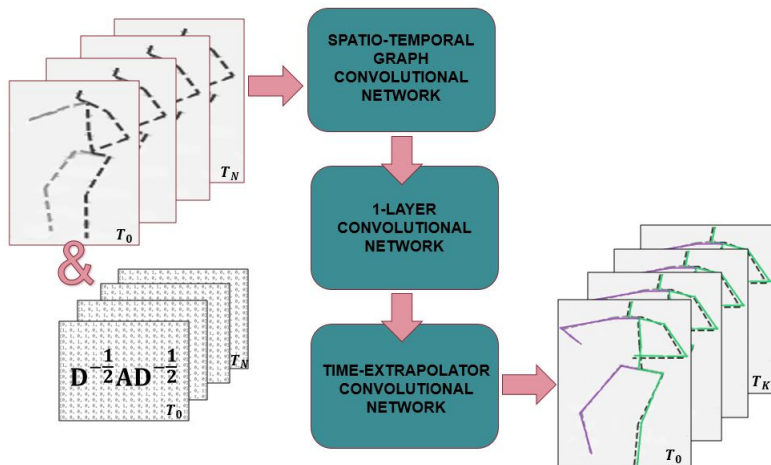 SPATIO-TEMPORAL
GRAPH
CONVOLUTIONAL
NETWORK
T_N
T_0
&
1-LAYER
CONVOLUTIONAL
NETWORK
D^{-1/2}AD^{-1/2}
T_N
T_0
TIME-EXTRAPOLATOR
CONVOLUTIONAL
NETWORK
T_K
T_0